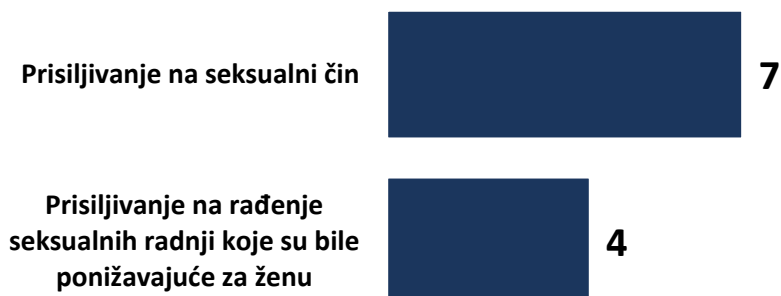 Prisiljivanje na seksualni čin
7
Prisiljivanje na rađenje
seksualnih radnji koje su bile
ponižavajuće za ženu
4